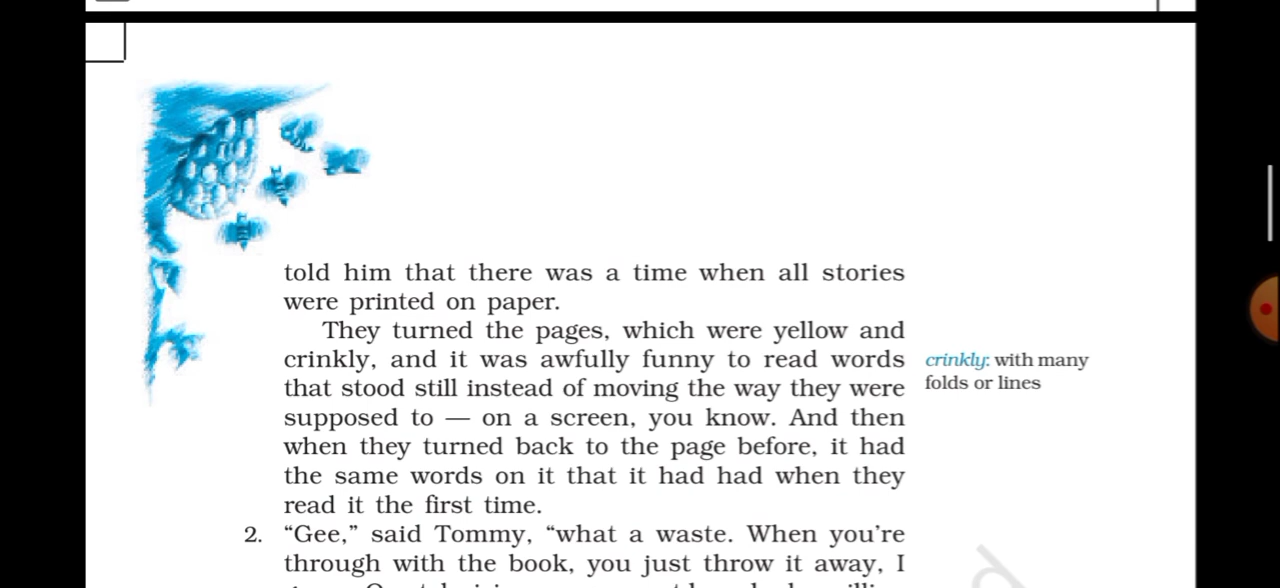 told him that there was a time when all stories
were printed on paper.
They turned the pages, which were yellow and
crinkly, and it was awfully funny to read words
that stood still instead of moving the way they were
supposed to — on a screen, you know. And then
when they turned back to the page before, it had
the same words on it that it had had when they
read it the first time.
crinkly: with many
folds or lines
2. “Gee,” said Tommy, “what a waste. When you’re
through with the book, you just throw it away, I